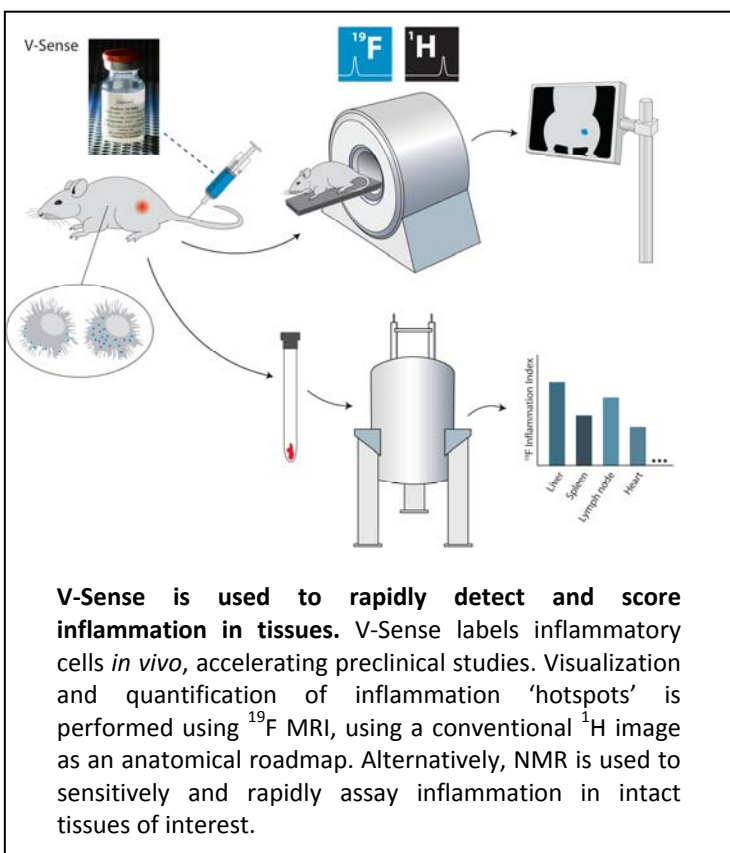 V-Sense
¹⁹F ¹H
¹⁹F Inflammation Index
Liver
Spleen
Lymph node
Heart
...
V-Sense is used to rapidly detect and score
inflammation in tissues. V-Sense labels inflammatory
cells in vivo, accelerating preclinical studies. Visualization
and quantification of inflammation ‘hotspots’ is
performed using ¹⁹F MRI, using a conventional ¹H image
as an anatomical roadmap. Alternatively, NMR is used to
sensitively and rapidly assay inflammation in intact
tissues of interest.